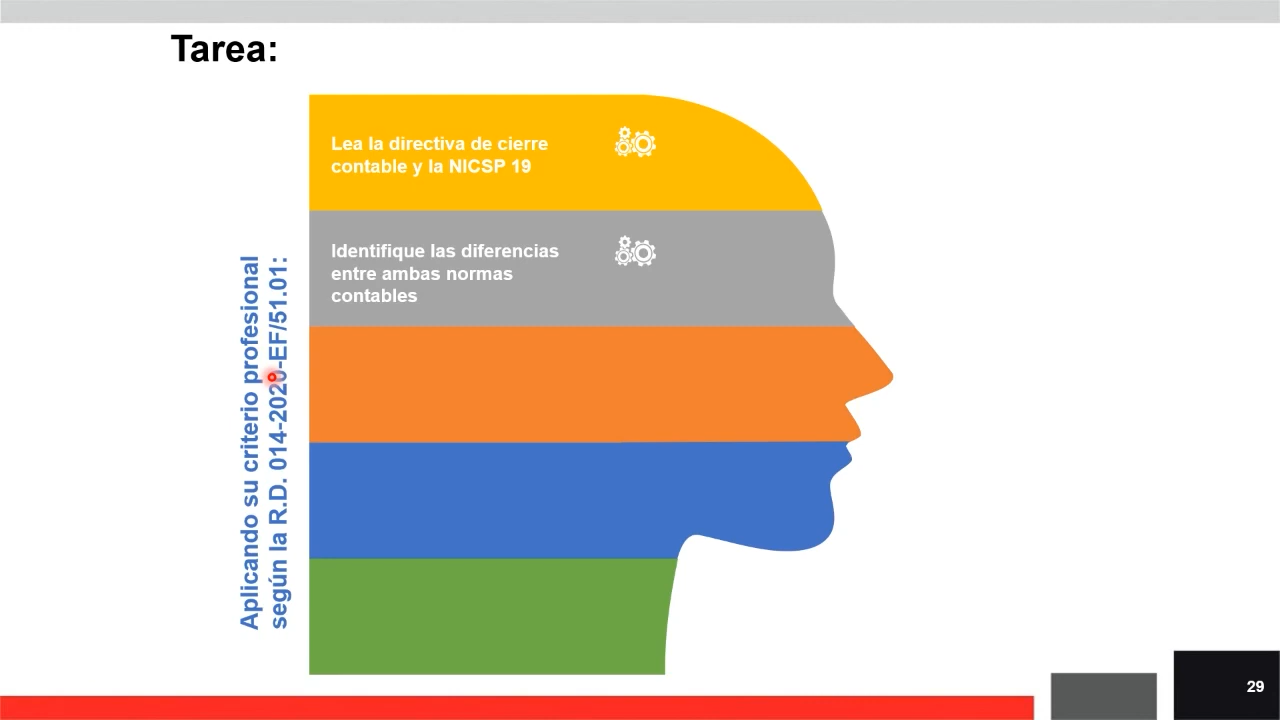 Tarea:
Lea la directiva de cierre
contable y la NICSP 19
Identifique las diferencias
entre ambas normas
contables
Aplicando su criterio profesional
según la R.D. 014-2020-EF/51.01:
29